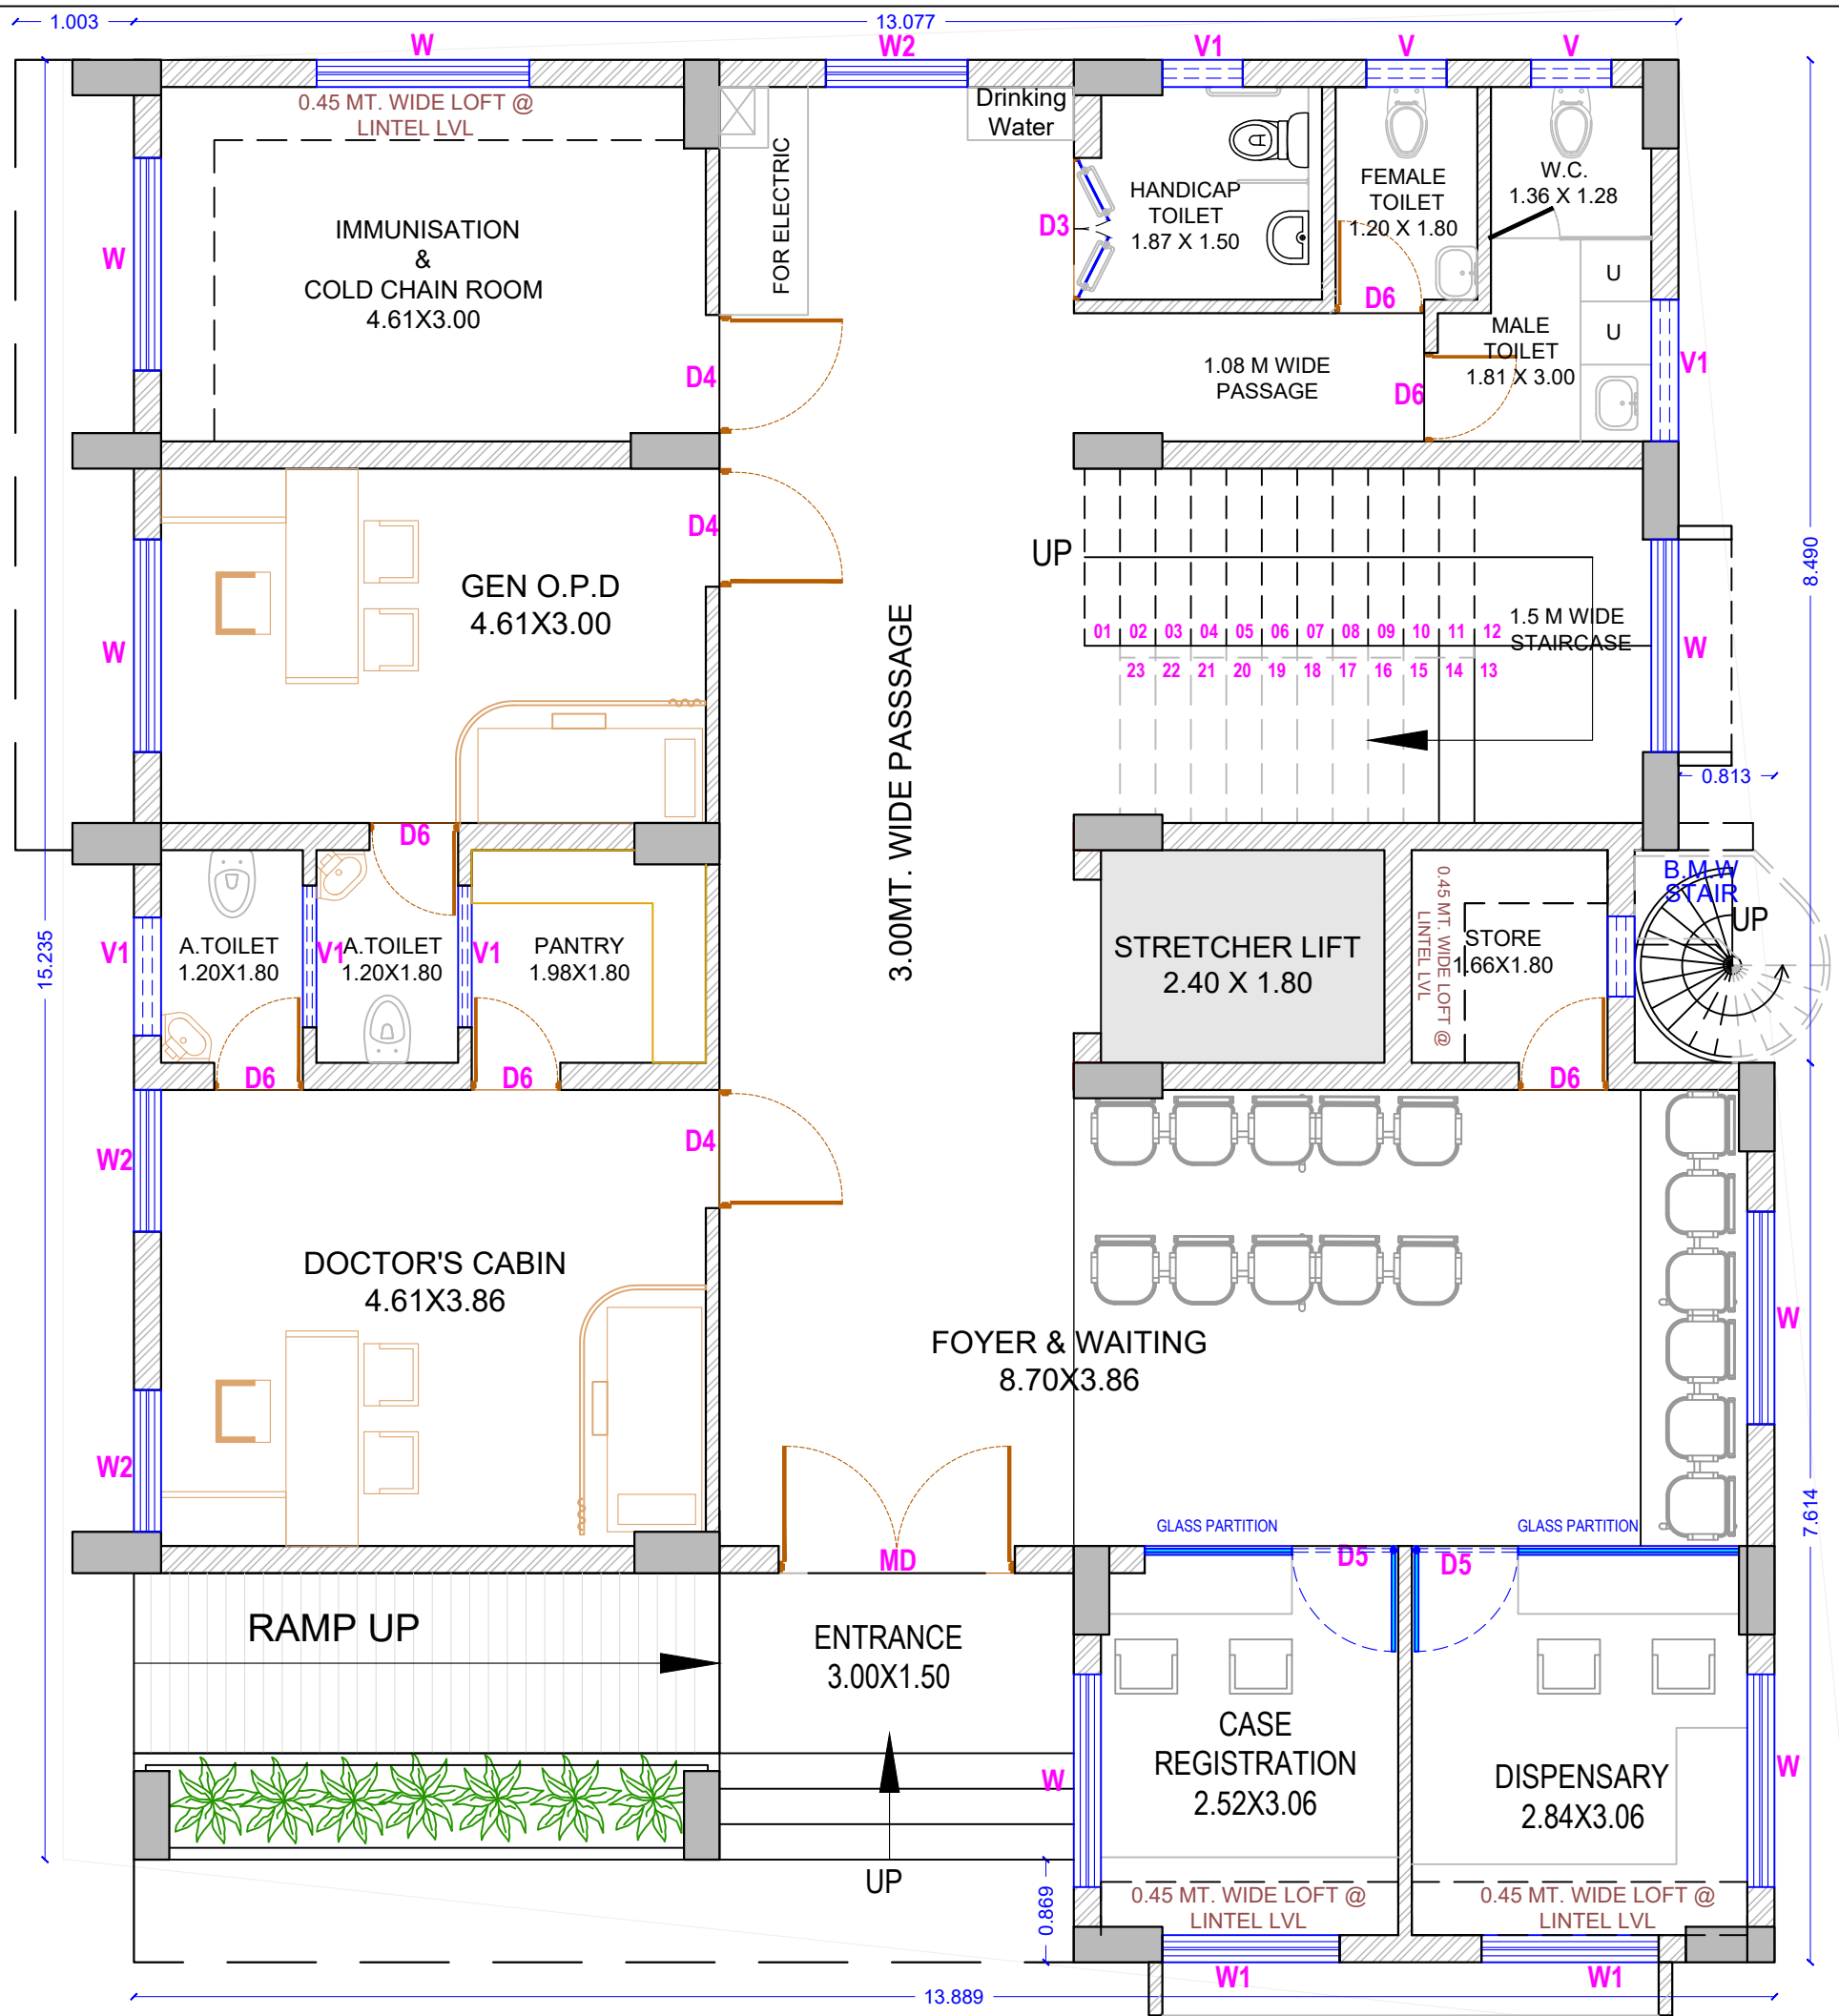 1.003
13.077
W
W2
V1
V
V
0.45 MT. WIDE LOFT @
LINTEL LVL
Drinking
Water
FOR ELECTRIC
HANDICAP
TOILET
1.87 X 1.50
FEMALE
TOILET
1.20 X 1.80
W.C.
1.36 X 1.28
D3
W
IMMUNISATION
&
COLD CHAIN ROOM
4.61X3.00
U
U
D6
MALE
TOILET
1.81 X 3.00
V1
D4
1.08 M WIDE
PASSAGE
D6
D4
UP
8.490
GEN O.P.D
4.61X3.00
3.00MT. WIDE PASSSAGE
1.5 M WIDE
STAIRCASE
01 02 03 04 05 06 07 08 09 10 11 12
23 22 21 20 19 18 17 16 15 14 13
W
W
0.813
D6
B.M.W
STAIR
UP
15.235
V1
A.TOILET
1.20X1.80
V1
A.TOILET
1.20X1.80
V1
PANTRY
1.98X1.80
STRETCHER LIFT
2.40 X 1.80
0.45 MT. WIDE LOFT @
LINTEL LVL
STORE
1.66X1.80
D6
D6
D6
D4
W2
DOCTOR'S CABIN
4.61X3.86
W
FOYER & WAITING
8.70X3.86
W2
7.614
GLASS PARTITION
GLASS PARTITION
MD
D5
D5
RAMP UP
ENTRANCE
3.00X1.50
CASE
REGISTRATION
2.52X3.06
DISPENSARY
2.84X3.06
W
W
UP
0.869
0.45 MT. WIDE LOFT @
LINTEL LVL
0.45 MT. WIDE LOFT @
LINTEL LVL
W1
W1
13.889